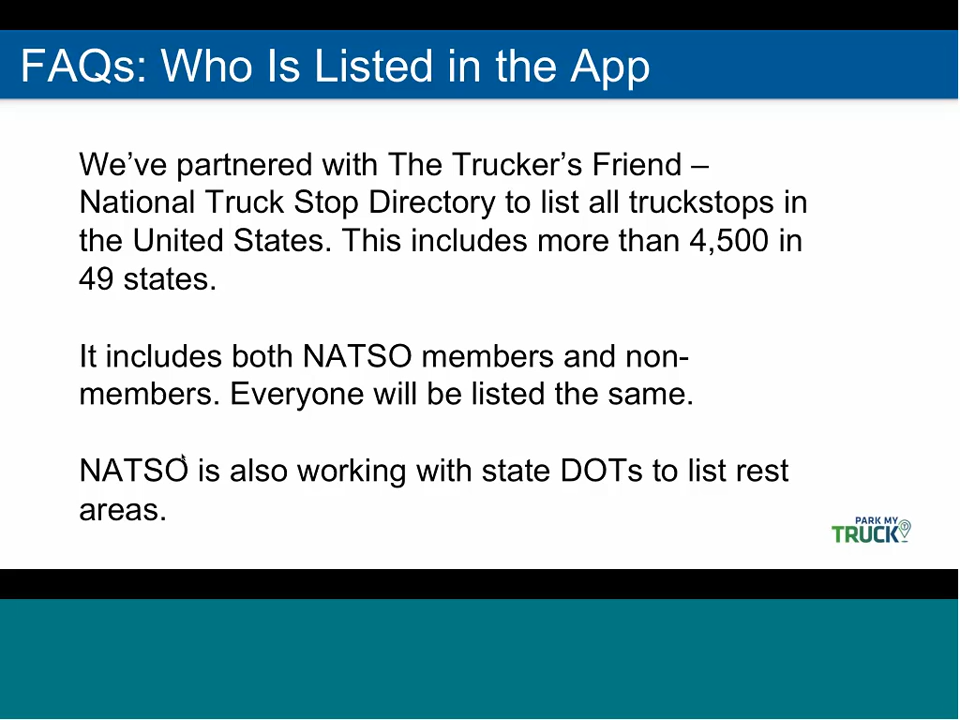 FAQs: Who Is Listed in the App
We’ve partnered with The Trucker’s Friend –
National Truck Stop Directory to list all truckstops in
the United States. This includes more than 4,500 in
49 states.
It includes both NATSO members and non-
members. Everyone will be listed the same.
NATSO is also working with state DOTs to list rest
areas.
PARK MY
TRUCK